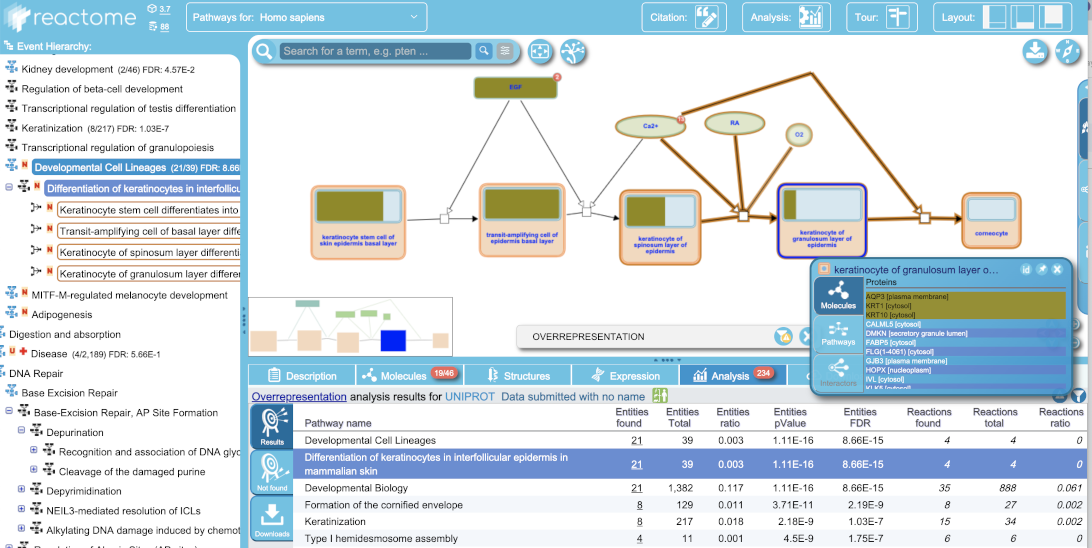 reactome
3.7
88
Pathways for: Homo sapiens
Citation:
Analysis:
Tour:
Layout:
Event Hierarchy:
Kidney development (2/46) FDR: 4.57E-2
Regulation of beta-cell development
Transcriptional regulation of testis differentiation
Keratinization (8/217) FDR: 1.03E-7
Transcriptional regulation of granulopoiesis
Developmental Cell Lineages (21/39) FDR: 8.66
Differentiation of keratinocytes in interfollicu
Keratinocyte stem cell differentiates into
Transit-amplifying cell of basal layer diffe
Keratinocyte of spinosum layer differenti
Keratinocyte of granulosum layer differen
MITF-M-regulated melanocyte development
Adipogenesis
Digestion and absorption
Disease (4/2,189) FDR: 5.66E-1
DNA Repair
Base Excision Repair
Base-Excision Repair, AP Site Formation
Depurination
Recognition and association of DNA glyc
Cleavage of the damaged purine
Depyrimidination
NEIL3-mediated resolution of ICLs
Alkylating DNA damage induced by chemot
Search for a term, e.g. pten ...
EGF
Ca2+
RA
O2
keratinocyte stem cell of
skin epidermis basal layer
transit-amplifying cell of
epidermis basal layer
keratinocyte of
spinosum layer of
epidermis
keratinocyte of
granulosum layer of
epidermis
corneocyte
OVERREPRESENTATION
keratinocyte of granulosum layer o...
Molecules
Pathways
Interactors
Proteins
AQP3 [plasma membrane]
KRT1 [cytosol]
KRT10 [cytosol]
CALML5 [cytosol]
DMKN [secretory granule lumen]
FABP5 [cytosol]
FLG(1-4061) [cytosol]
GJB3 [plasma membrane]
HOPX [nucleoplasm]
IVL [cytosol]
Description
Molecules 19/46
Structures
Expression
Analysis 234
Overrepresentation analysis results for UNIPROT Data submitted with no name
Results
Not found
Downloads
Pathway name
Entities found
Entities Total
Entities ratio
Entities pValue
Entities FDR
Reactions found
Reactions total
Reactions ratio
Developmental Cell Lineages 21 39 0.003 1.11E-16 8.66E-15 4 4 0
Differentiation of keratinocytes in interfollicular epidermis in
mammalian skin 21 39 0.003 1.11E-16 8.66E-15 4 4 0
Developmental Biology 21 1,382 0.117 1.11E-16 8.66E-15 35 888 0.061
Formation of the cornified envelope 8 129 0.011 3.71E-11 2.19E-9 8 27 0.002
Keratinization 8 217 0.018 2.18E-9 1.03E-7 15 34 0.002
Type I hemidesmosome assembly 4 11 0.001 4.5E-9 1.75E-7 6 6 0